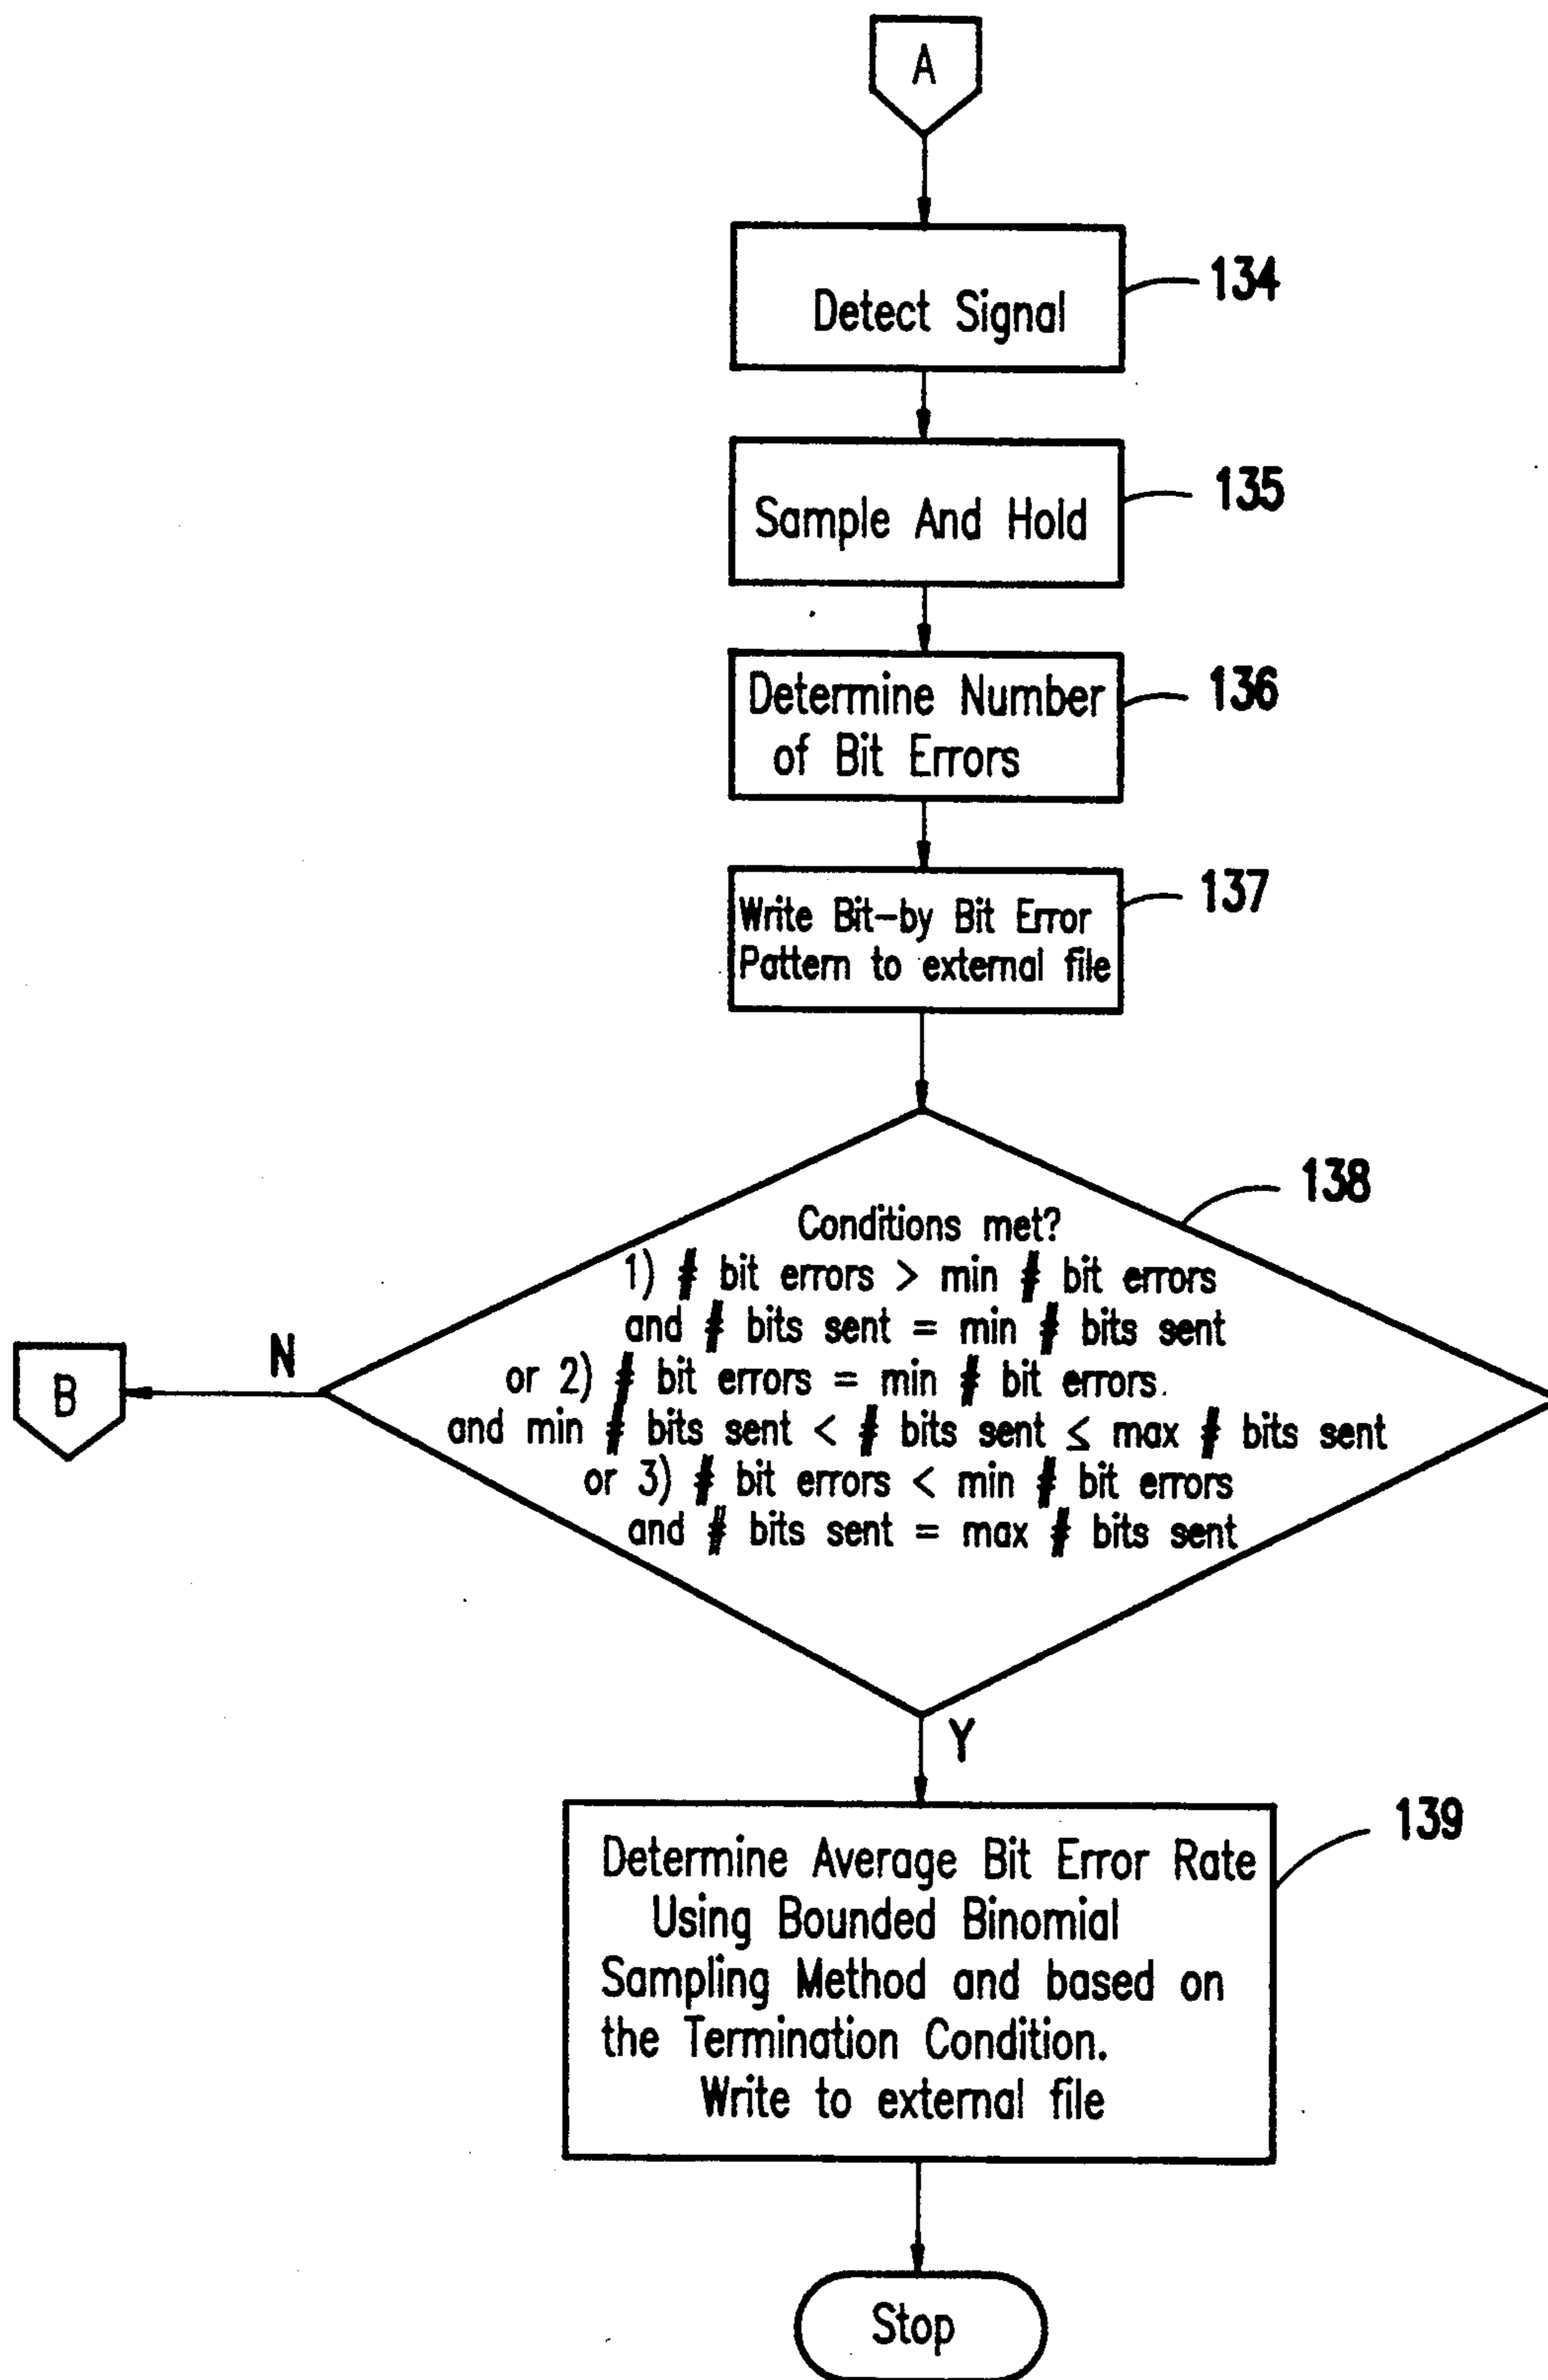 A
Detect Signal
134
Sample And Hold
135
Determine Number
of Bit Errors
136
Write Bit-by Bit Error
Pattern to external file
137
138
Conditions met?
1) # bit errors > min # bit errors
and # bits sent = min # bits sent
or 2) # bit errors = min # bit errors.
and min # bits sent < # bits sent ≤ max # bits sent
or 3) # bit errors < min # bit errors
and # bits sent = max # bits sent
N
B
Y
139
Determine Average Bit Error Rate
Using Bounded Binomial
Sampling Method and based on
the Termination Condition.
Write to external file
Stop